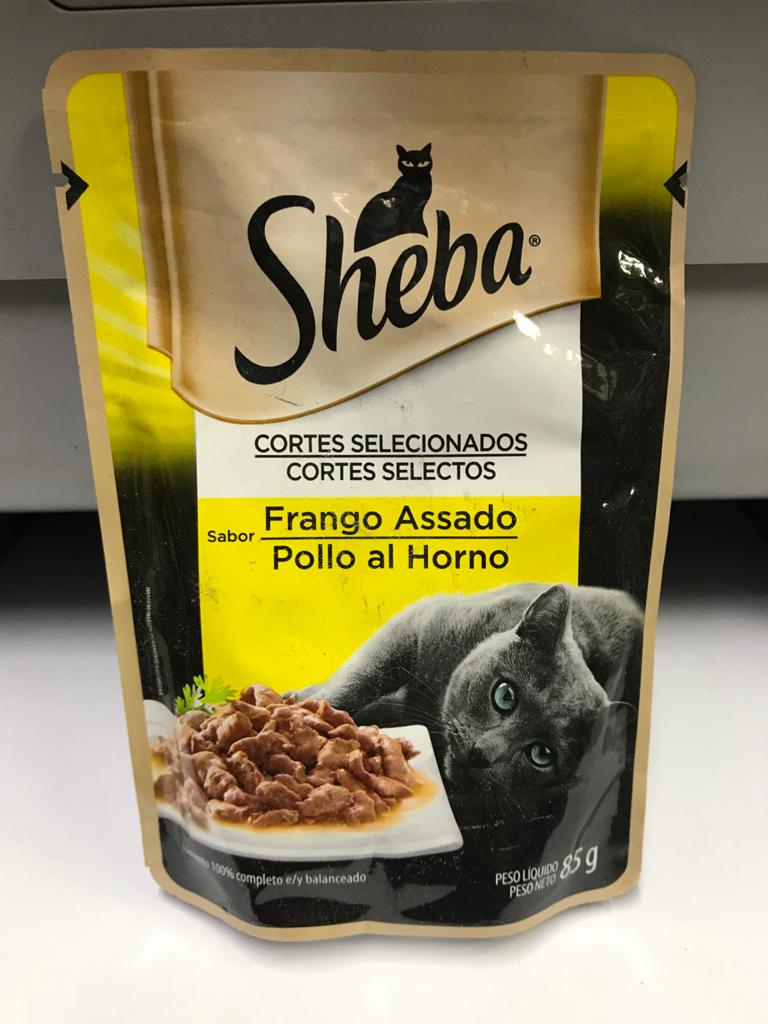 Sheba®
CORTES SELECIONADOS
CORTES SELECTOS
Sabor
Frango Assado
Pollo al Horno
100% completo e/y balanceado
PESO LÍQUIDO
PESO NETO
85 g